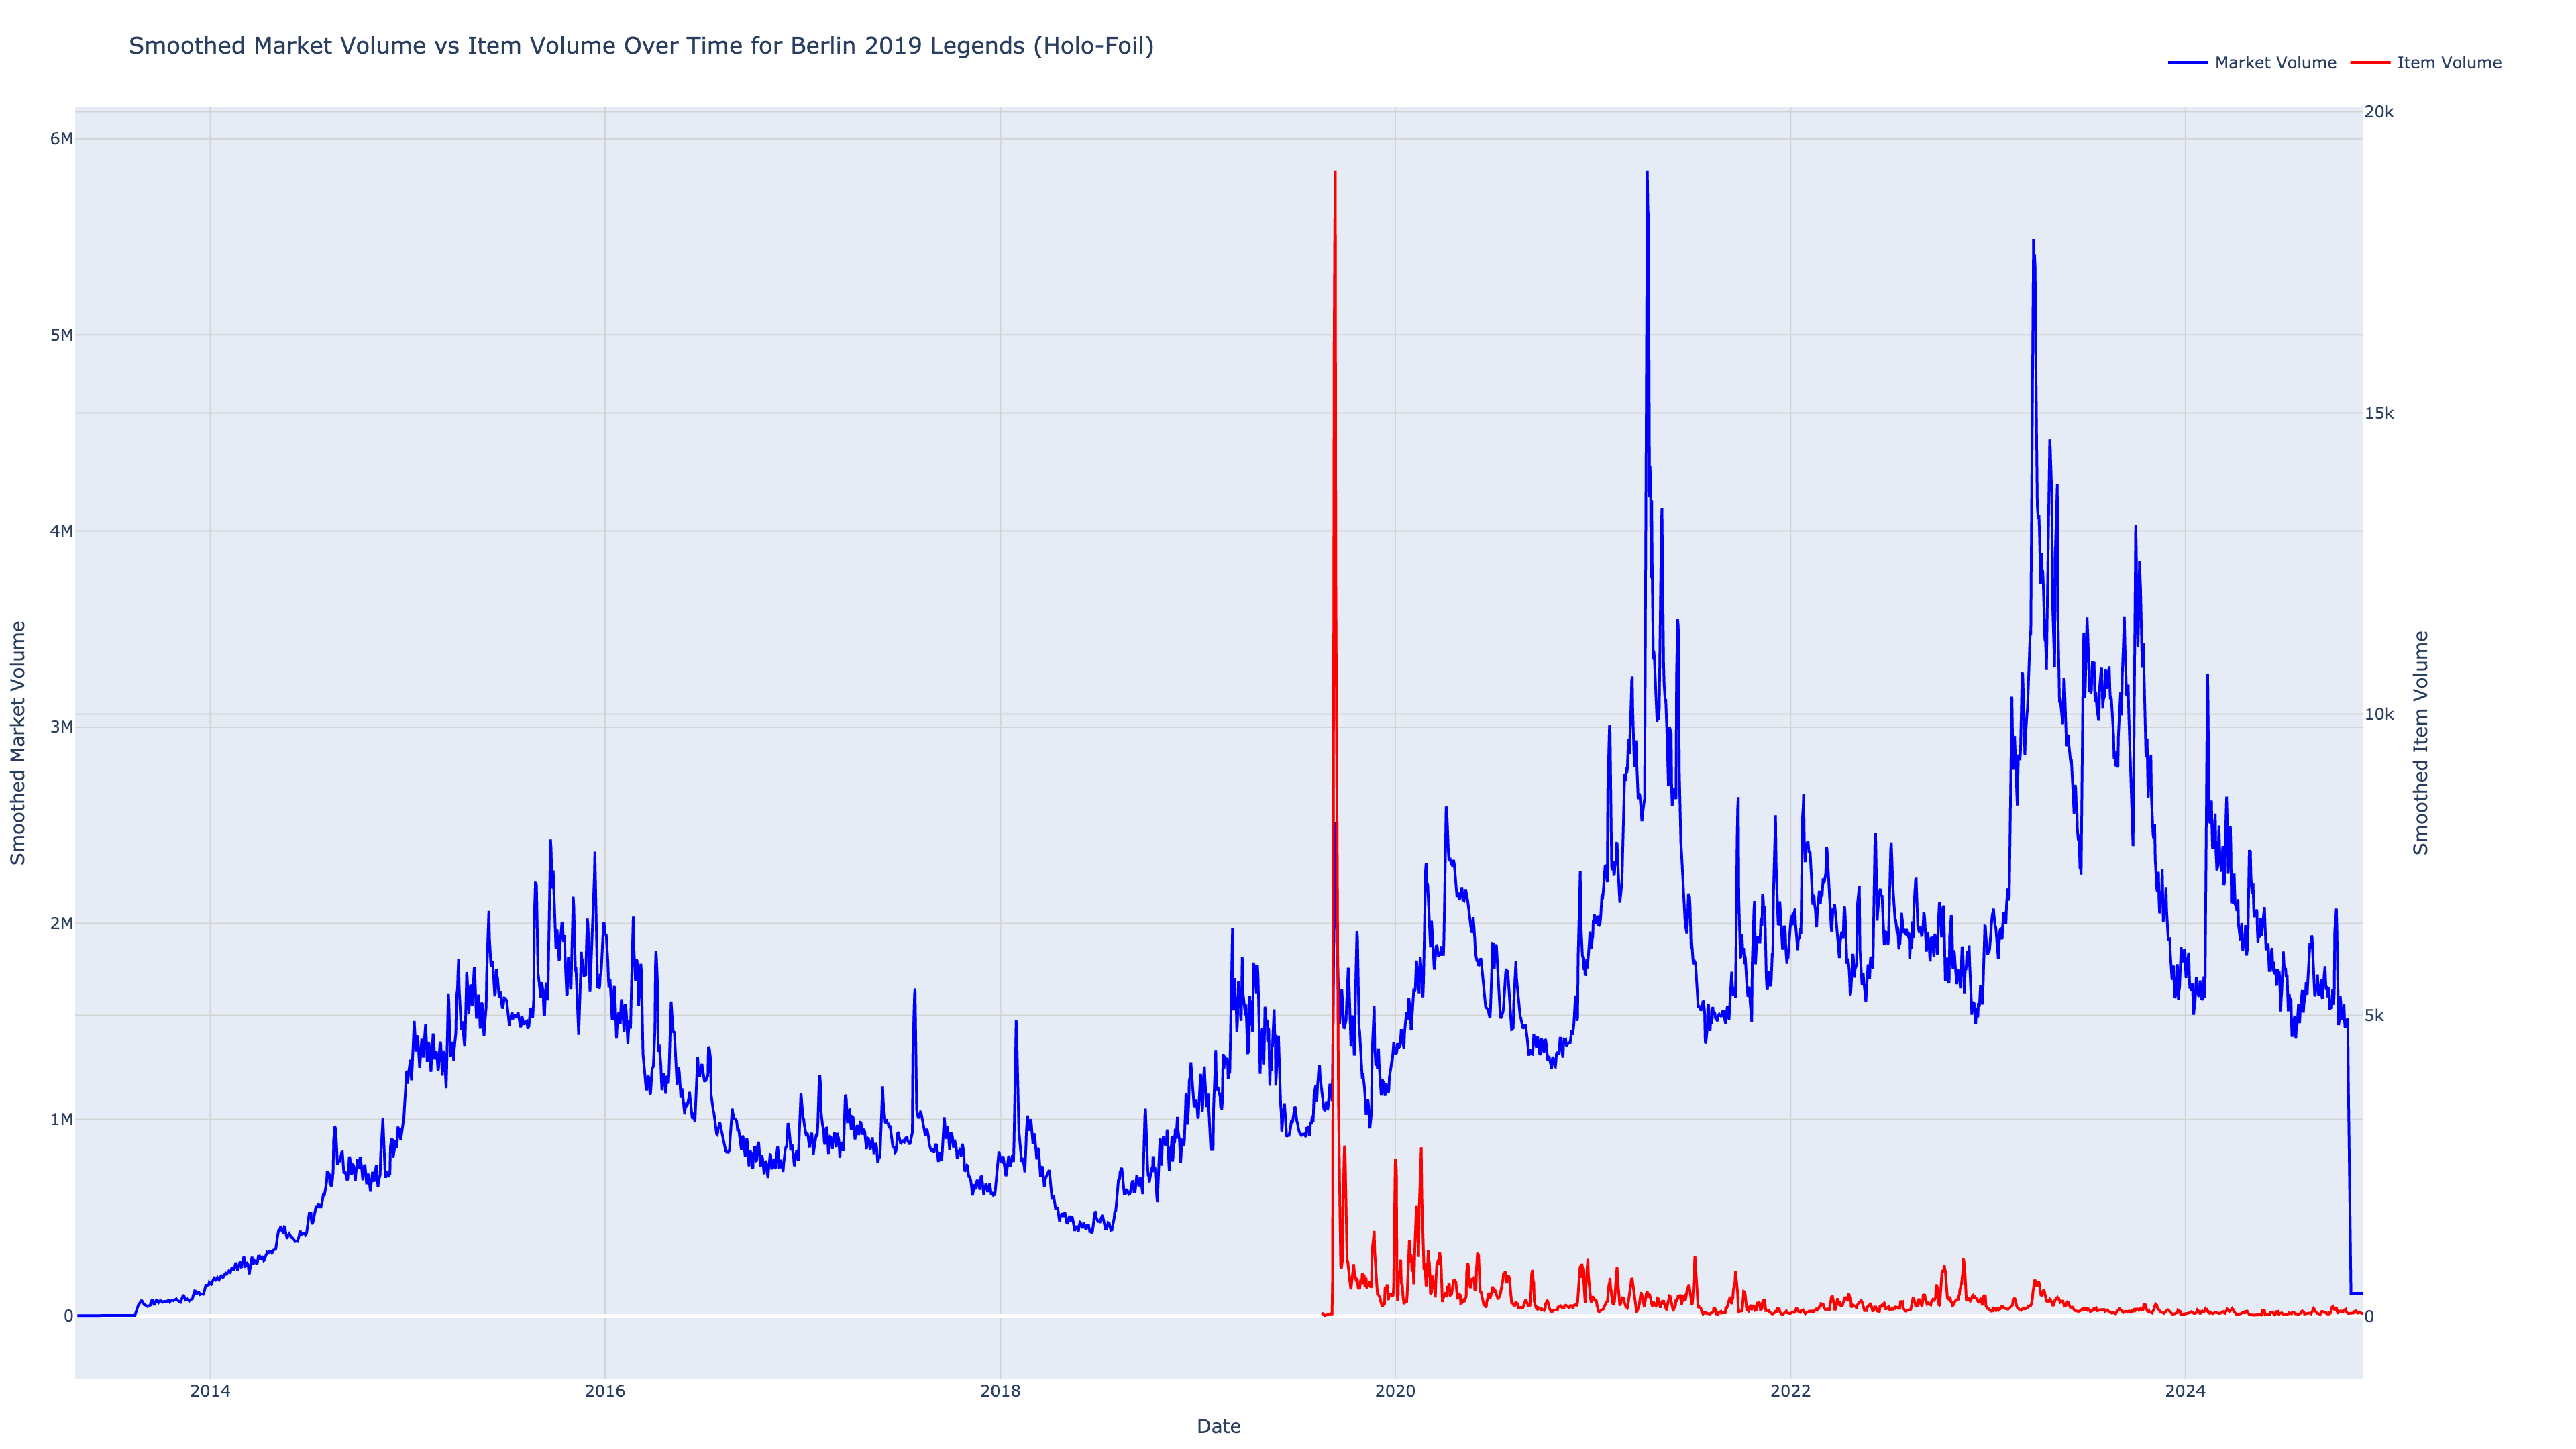 Smoothed Market Volume vs Item Volume Over Time for Berlin 2019 Legends (Holo-Foil)
Market Volume
Item Volume
6M
5M
4M
3M
2M
1M
0
Smoothed Market Volume
20k
15k
10k
5k
0
Smoothed Item Volume
2014
2016
2018
2020
2022
2024
Date